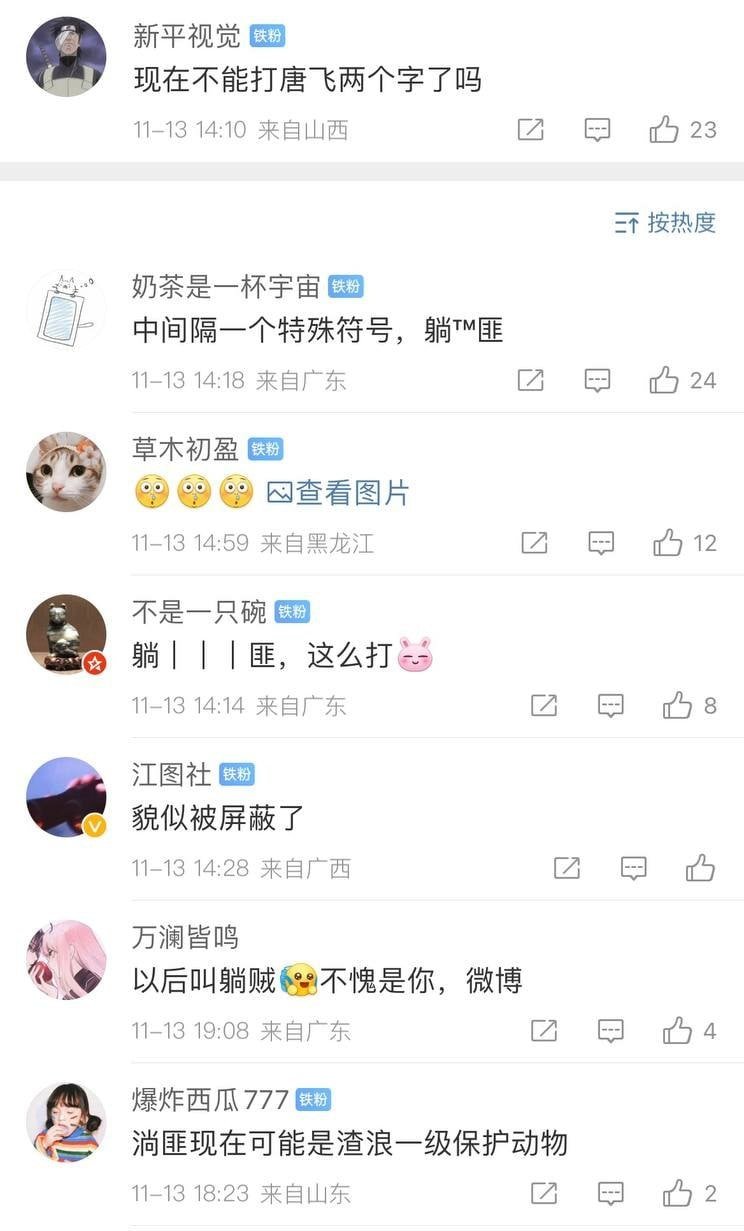 新平视觉 铁粉
现在不能打唐飞两个字了吗
11-13 14:10 来自山西 23
按热度
奶茶是一杯宇宙 铁粉
中间隔一个特殊符号，躺™匪
11-13 14:18 来自广东 24
草木初盈 铁粉
查看图片
11-13 14:59 来自黑龙江 12
不是一只碗 铁粉
躺丨丨丨匪，这么打
11-13 14:14 来自广东 8
江图社 铁粉
貌似被屏蔽了
11-13 14:28 来自广西
万澜皆鸣
以后叫躺贼不愧是你，微博
11-13 19:08 来自广东 4
爆炸西瓜777 铁粉
淌匪现在可能是渣浪一级保护动物
11-13 18:23 来自山东 2